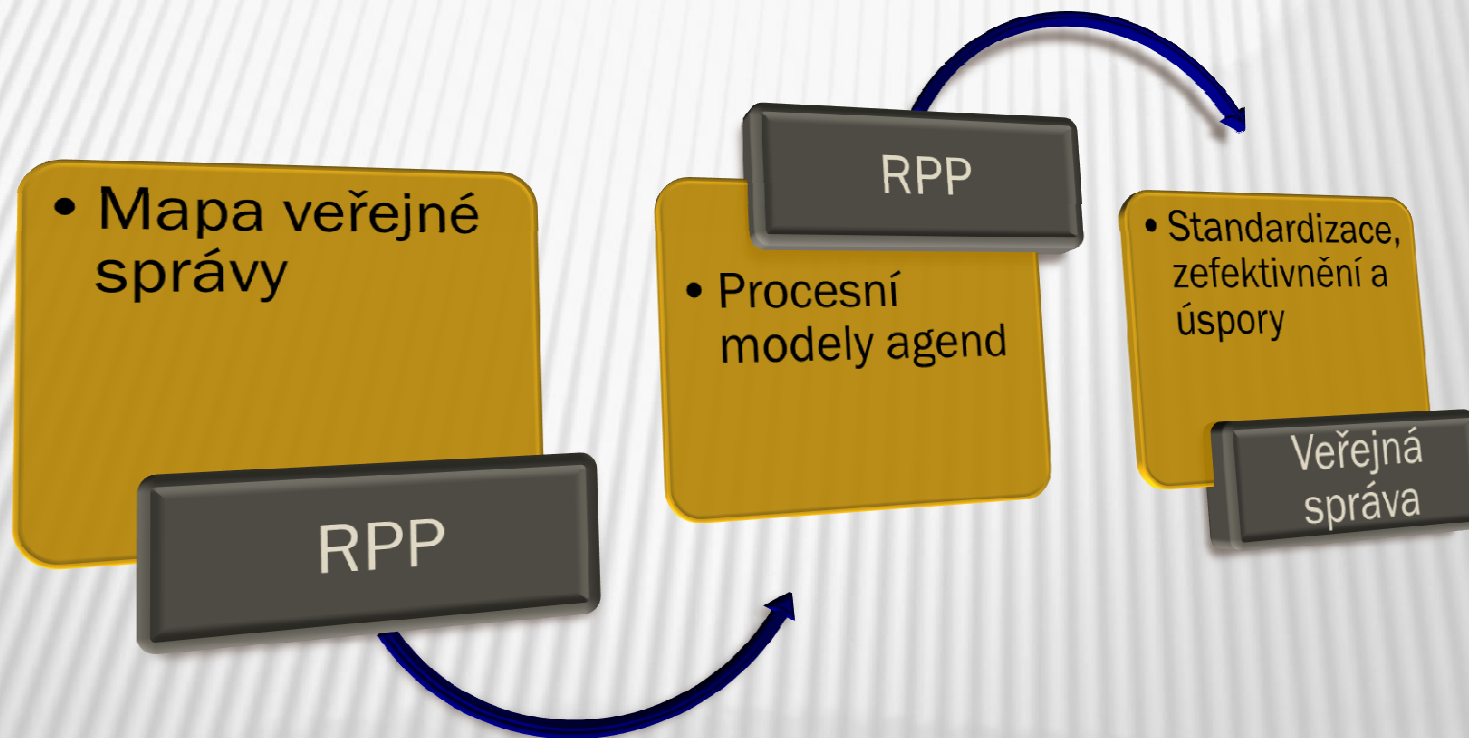 • Mapa veřejné
správy
RPP
RPP
• Procesní
modely agend
• Standardizace,
zefektivnění a
úspory
Veřejná
správa